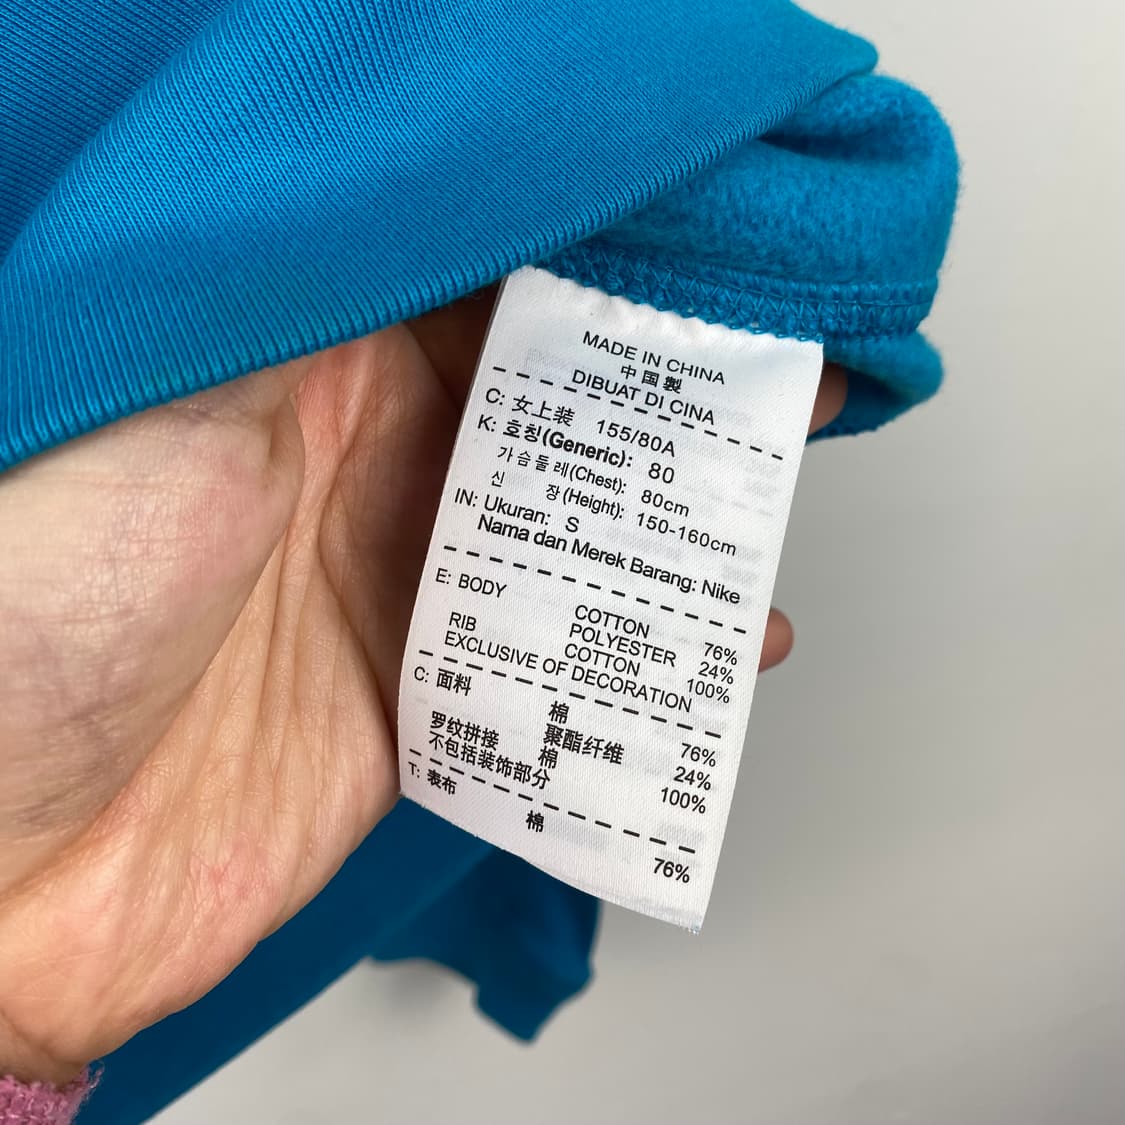 MADE IN CHINA
中国製
DIBUAT DI CINA
C: 女上装 155/80A
K: 호칭(Generic): 80
가슴둘레(Chest): 80cm
신 장(Height): 150-160cm
IN: Ukuran: S
Nama dan Merek Barang: Nike
E: BODY COTTON 76%
POLYESTER 24%
RIB COTTON 100%
EXCLUSIVE OF DECORATION
C: 面料 棉 76%
聚酯纤维 24%
罗纹拼接 棉 100%
不包括装饰部分
T: 表布 棉 76%